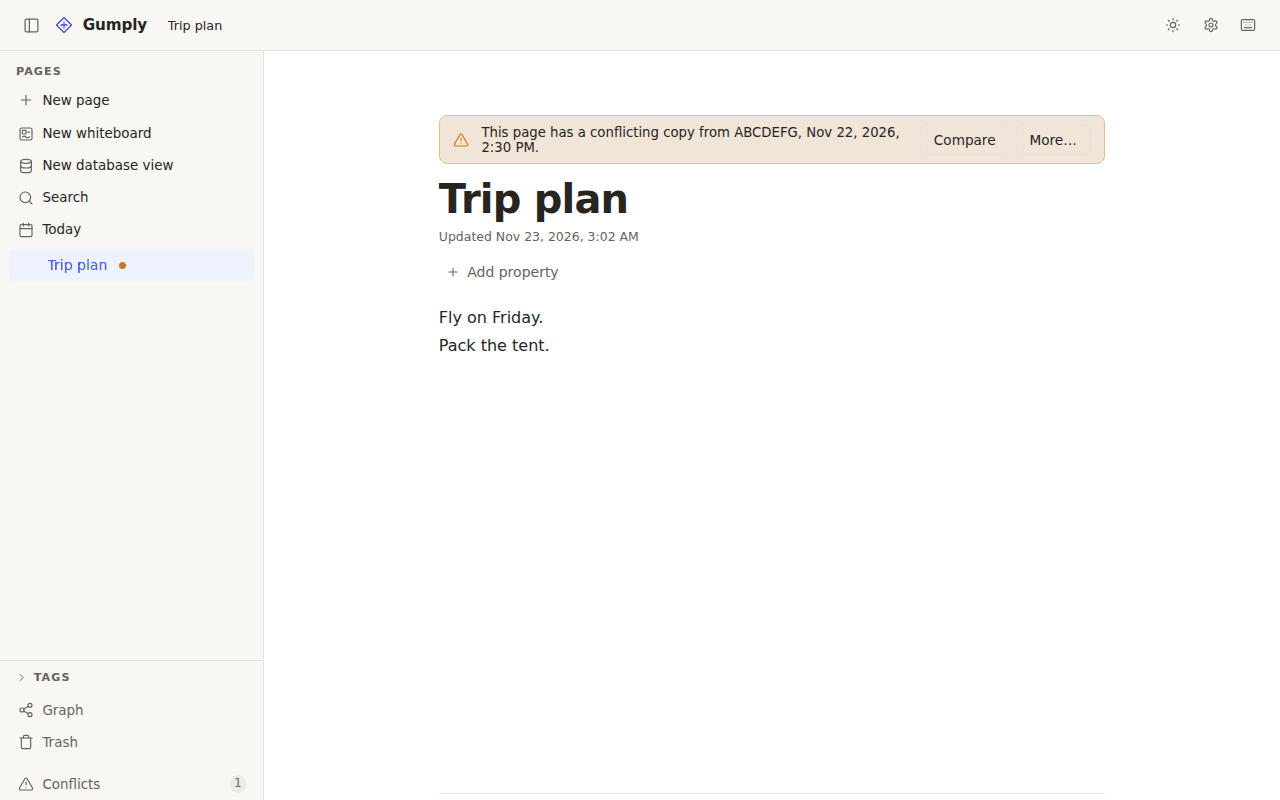 Gumply
Trip plan
PAGES
New page
New whiteboard
New database view
Search
Today
Trip plan
TAGS
Graph
Trash
Conflicts
1
This page has a conflicting copy from ABCDEFG, Nov 22, 2026,
2:30 PM.
Compare
More…
Trip plan
Updated Nov 23, 2026, 3:02 AM
Add property
Fly on Friday.
Pack the tent.